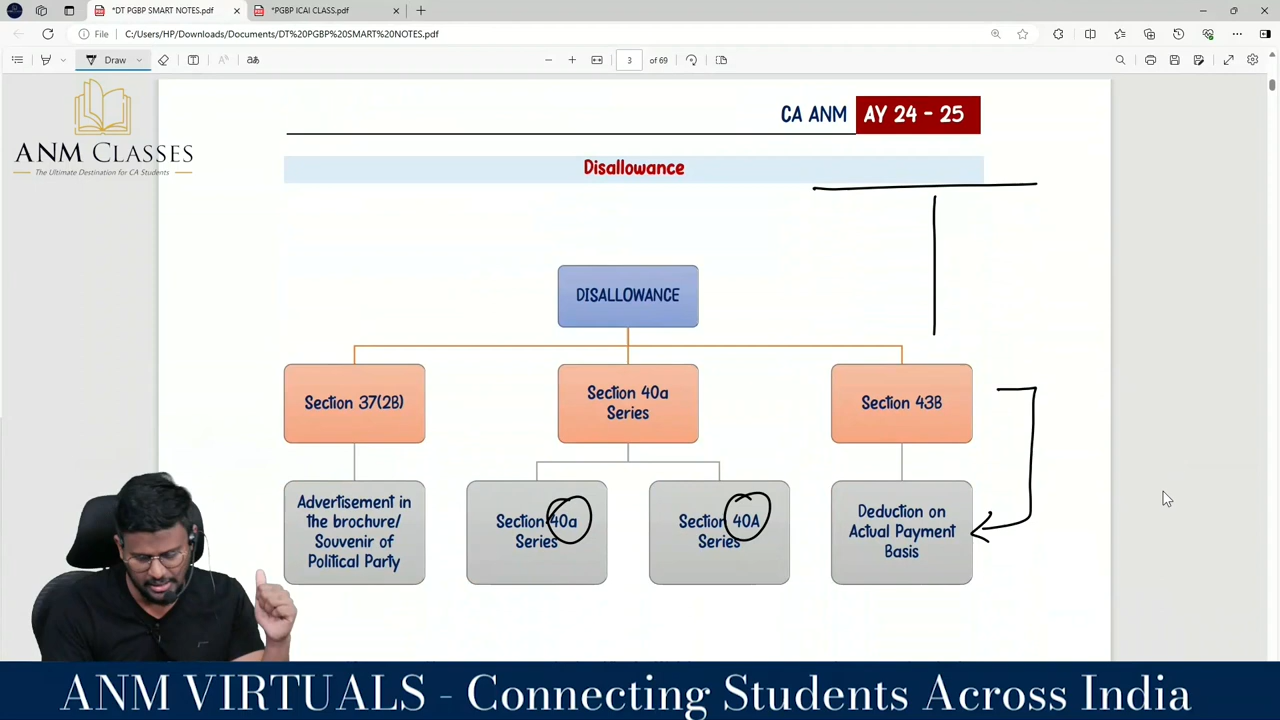 *DT PGBP SMART NOTES.pdf
*PGBP ICAI CLASS.pdf
File
C:/Users/HP/Downloads/Documents/DT%20PGBP%20SMART%20NOTES.pdf
Draw
3
of 69
CA ANM
AY 24 - 25
ANM CLASSES
The Ultimate Destination for CA Students
Disallowance
DISALLOWANCE
Section 37(2B)
Section 40a
Series
Section 43B
Advertisement in
the brochure/
Souvenir of
Political Party
Section 40a
Series
Section 40A
Series
Deduction on
Actual Payment
Basis
ANM VIRTUALS - Connecting Students Across India